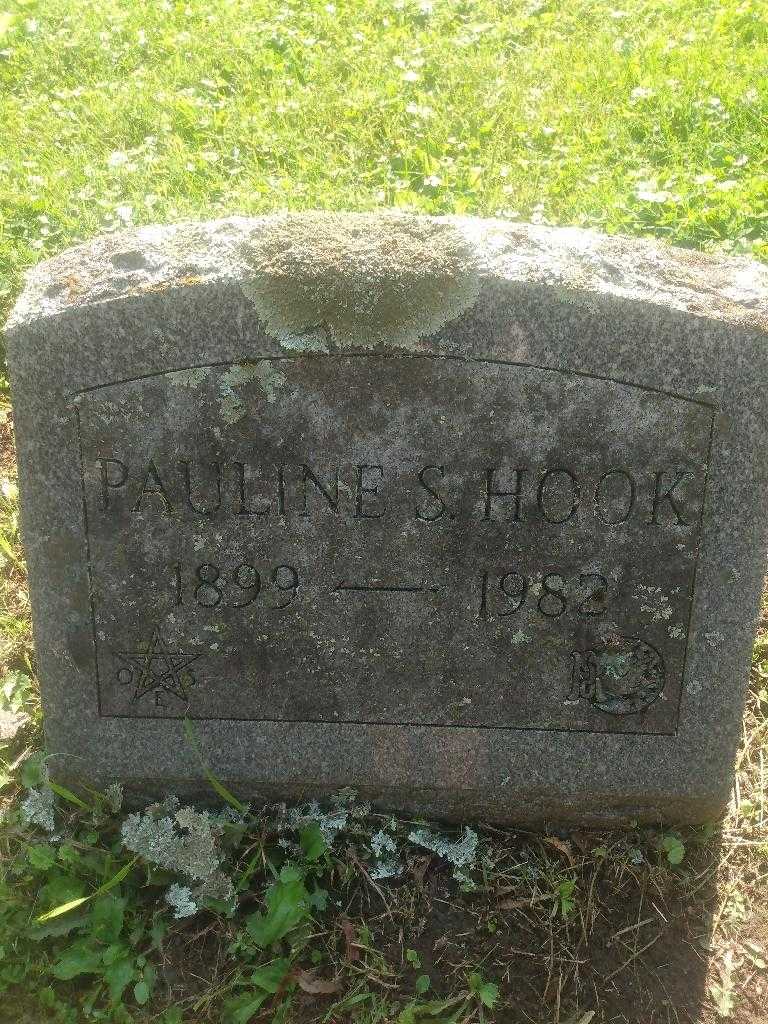 PAULINE S. HOOK
1899 — 1982
O E S